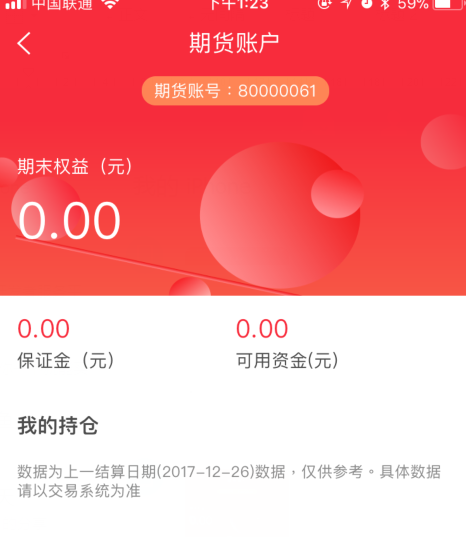 中国联通
下午1:23
59%
期货账户
期货账号：80000061
期末权益（元）
0.00
0.00
0.00
保证金（元）
可用资金(元)
我的持仓
数据为上一结算日期(2017-12-26)数据，仅供参考。具体数据
请以交易系统为准